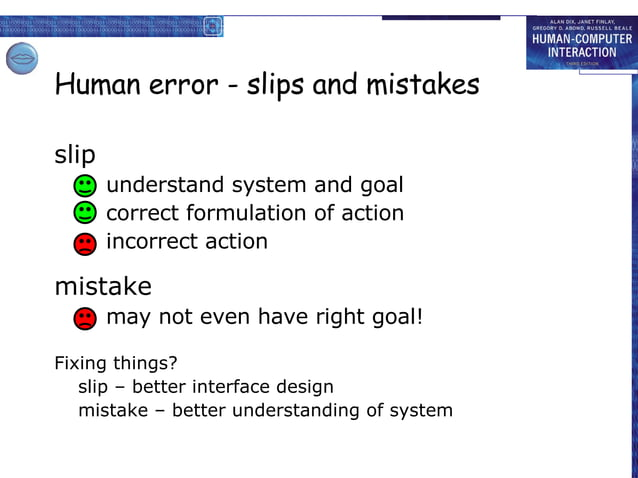 ALAN DIX, JANET FINLAY,
GREGORY D. ABOWD, RUSSELL BEALE
HUMAN-COMPUTER
INTERACTION
THIRD EDITION
Human error - slips and mistakes
slip
understand system and goal
correct formulation of action
incorrect action
mistake
may not even have right goal!
Fixing things?
slip – better interface design
mistake – better understanding of system